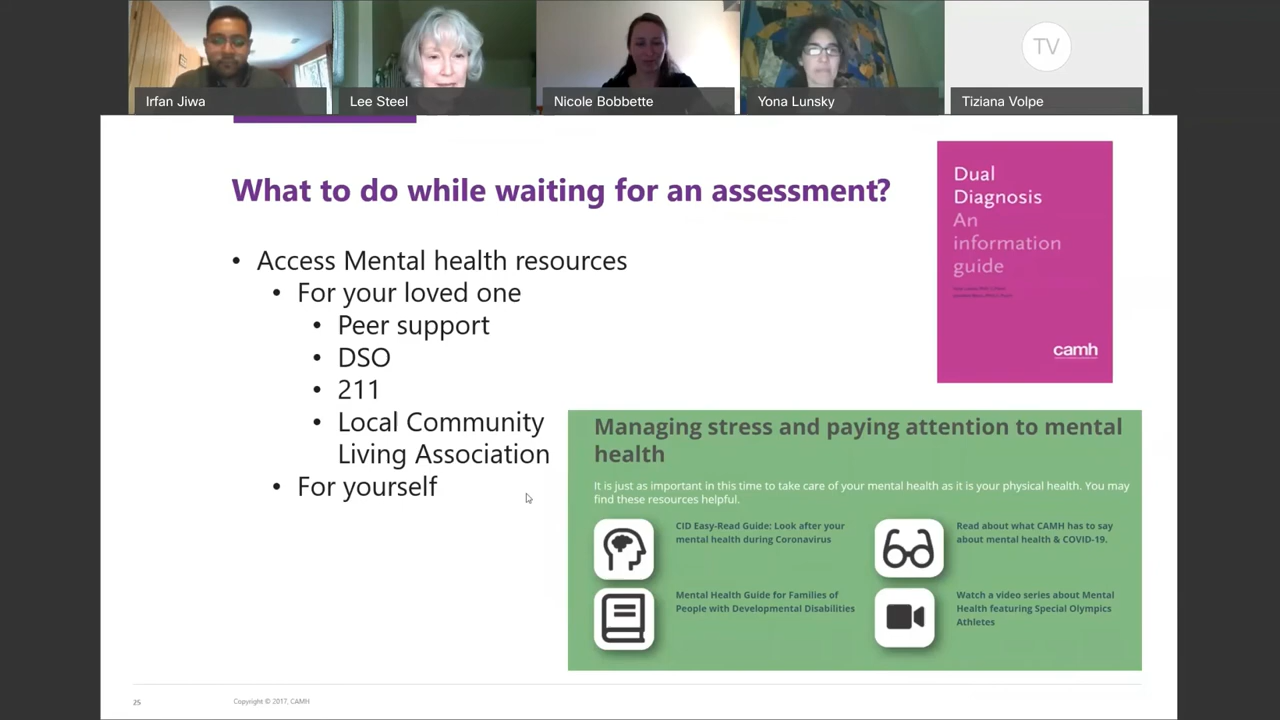 Irfan Jiwa
Lee Steel
Nicole Bobbette
Yona Lunsky
TV
Tiziana Volpe
What to do while waiting for an assessment?
• Access Mental health resources
• For your loved one
• Peer support
• DSO
• 211
• Local Community
Living Association
• For yourself
Dual
Diagnosis
An
information
guide
camh
Managing stress and paying attention to mental
health
It is just as important in this time to take care of your mental health as it is your physical health. You may
find these resources helpful.
CID Easy-Read Guide: Look after your
mental health during Coronavirus
Read about what CAMH has to say
about mental health & COVID-19.
Mental Health Guide for Families of
People with Developmental Disabilities
Watch a video series about Mental
Health featuring Special Olympics
Athletes
25
Copyright © 2017, CAMH